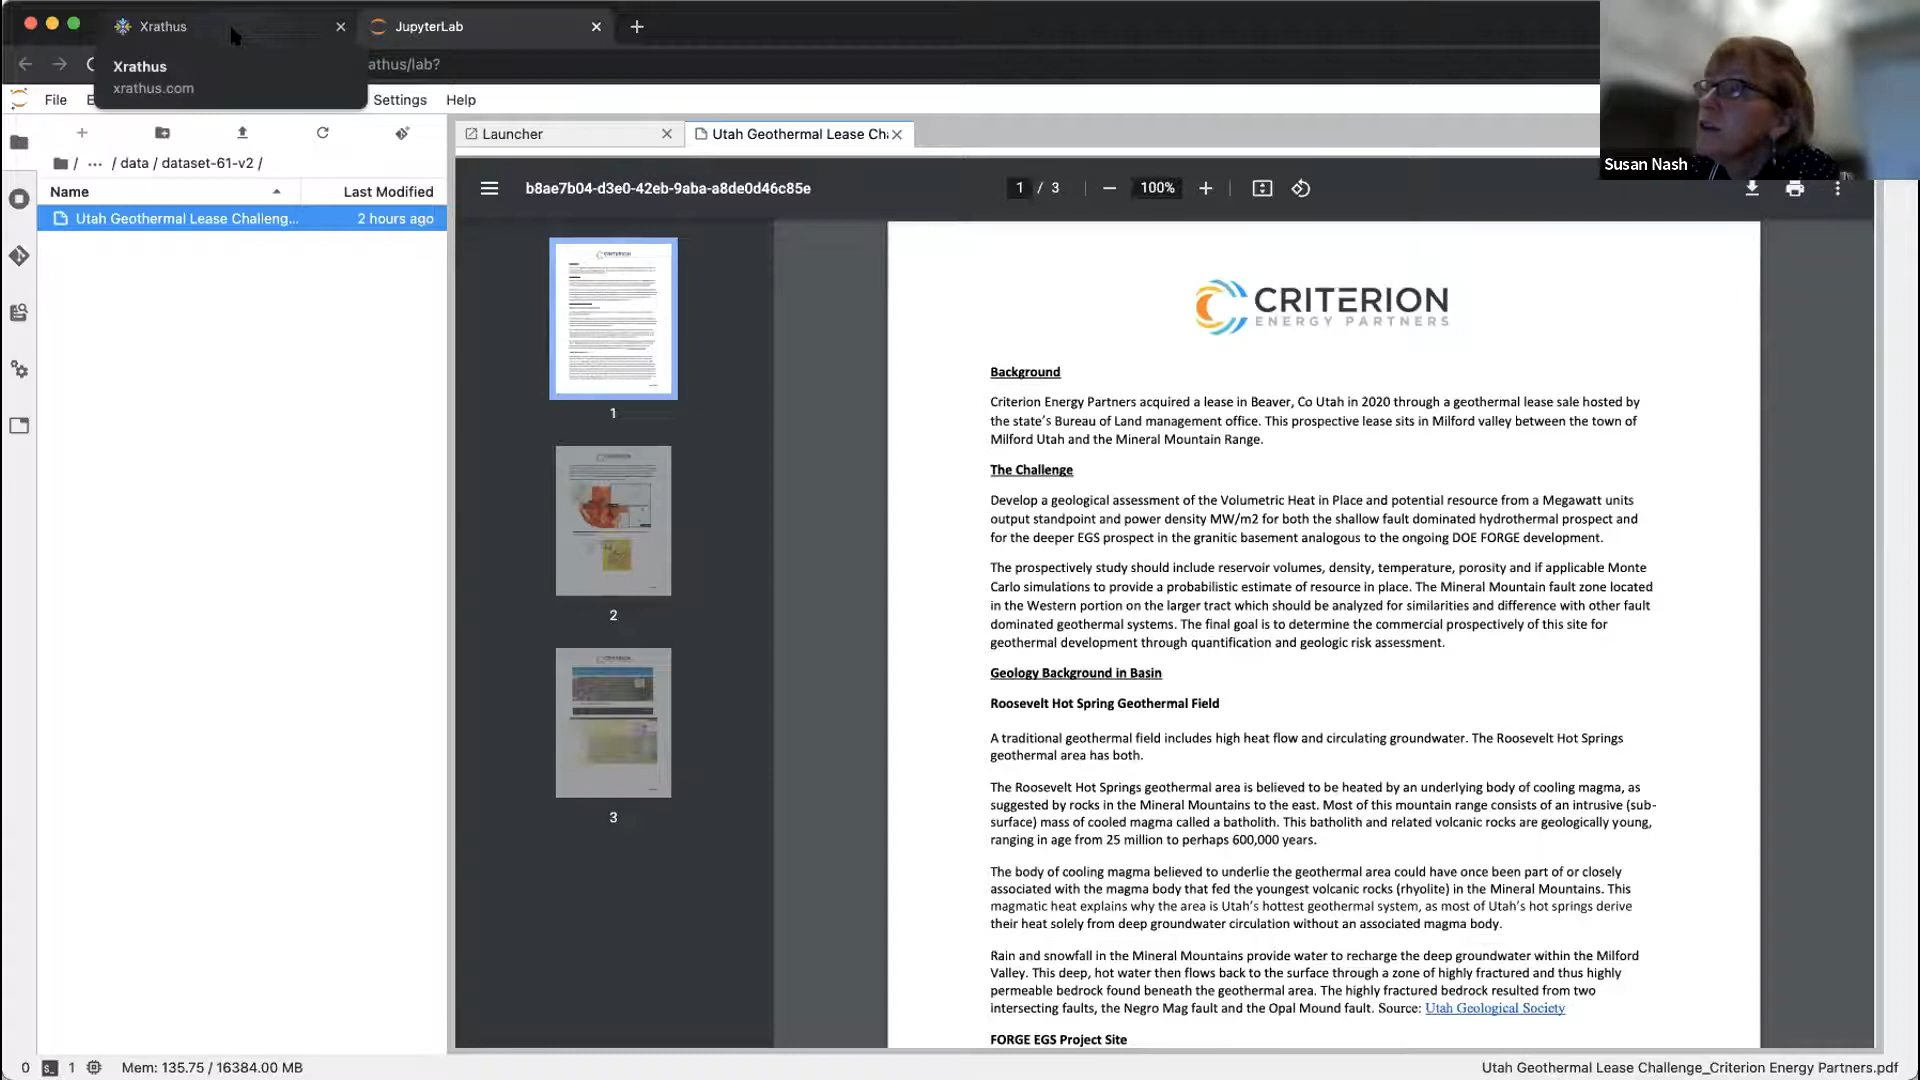 Xrathus
JupyterLab
Xrathus
xrathus.com
athus/lab?
File
E
Settings
Help
Launcher
Utah Geothermal Lease Cha
Susan Nash
/ ... / data / dataset-61-v2 /
Name
Last Modified
Utah Geothermal Lease Challeng...
2 hours ago
b8ae7b04-d3e0-42eb-9aba-a8de0d46c85e
1 / 3
100%
1
2
3
CRITERION
ENERGY PARTNERS
Background
Criterion Energy Partners acquired a lease in Beaver, Co Utah in 2020 through a geothermal lease sale hosted by
the state's Bureau of Land management office. This prospective lease sits in Milford valley between the town of
Milford Utah and the Mineral Mountain Range.
The Challenge
Develop a geological assessment of the Volumetric Heat in Place and potential resource from a Megawatt units
output standpoint and power density MW/m2 for both the shallow fault dominated hydrothermal prospect and
for the deeper EGS prospect in the granitic basement analogous to the ongoing DOE FORGE development.
The prospectively study should include reservoir volumes, density, temperature, porosity and if applicable Monte
Carlo simulations to provide a probabilistic estimate of resource in place. The Mineral Mountain fault zone located
in the Western portion on the larger tract which should be analyzed for similarities and difference with other fault
dominated geothermal systems. The final goal is to determine the commercial prospectively of this site for
geothermal development through quantification and geologic risk assessment.
Geology Background in Basin
Roosevelt Hot Spring Geothermal Field
A traditional geothermal field includes high heat flow and circulating groundwater. The Roosevelt Hot Springs
geothermal area has both.
The Roosevelt Hot Springs geothermal area is believed to be heated by an underlying body of cooling magma, as
suggested by rocks in the Mineral Mountains to the east. Most of this mountain range consists of an intrusive (sub-
surface) mass of cooled magma called a batholith. This batholith and related volcanic rocks are geologically young,
ranging in age from 25 million to perhaps 600,000 years.
The body of cooling magma believed to underlie the geothermal area could have once been part of or closely
associated with the magma body that fed the youngest volcanic rocks (rhyolite) in the Mineral Mountains. This
magmatic heat explains why the area is Utah's hottest geothermal system, as most of Utah's hot springs derive
their heat solely from deep groundwater circulation without an associated magma body.
Rain and snowfall in the Mineral Mountains provide water to recharge the deep groundwater within the Milford
Valley. This deep, hot water then flows back to the surface through a zone of highly fractured and thus highly
permeable bedrock found beneath the geothermal area. The highly fractured bedrock resulted from two
intersecting faults, the Negro Mag fault and the Opal Mound fault. Source: Utah Geological Society
FORGE EGS Project Site
0
1
Mem: 135.75 / 16384.00 MB
Utah Geothermal Lease Challenge_Criterion Energy Partners.pdf